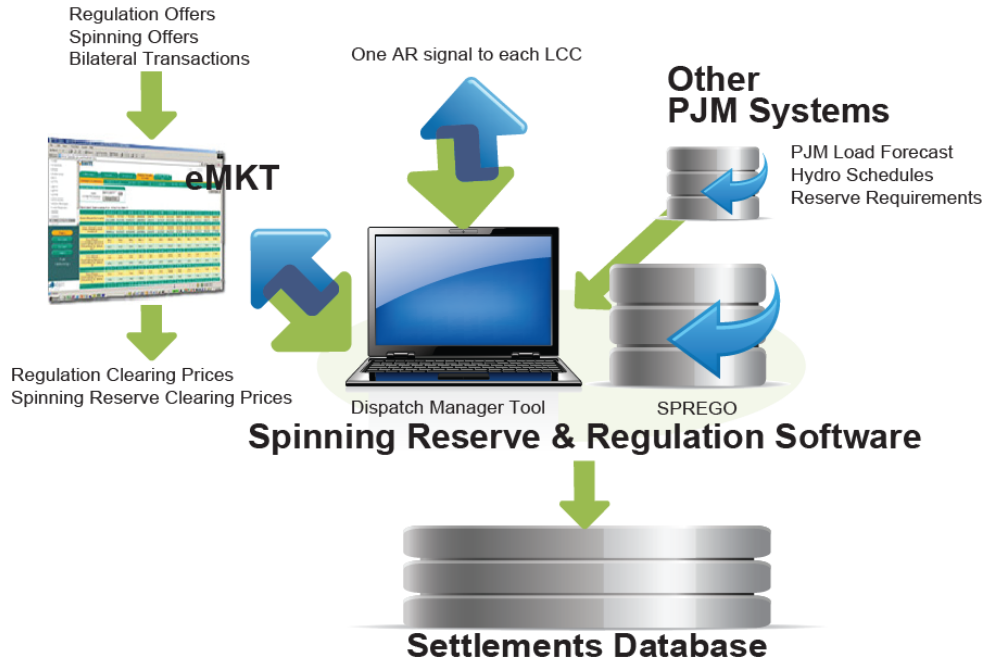 Regulation Offers
Spinning Offers
Bilateral Transactions
One AR signal to each LCC
Other
PJM Systems
PJM Load Forecast
Hydro Schedules
Reserve Requirements
eMKT
Regulation Clearing Prices
Spinning Reserve Clearing Prices
Dispatch Manager Tool
SPREGO
Spinning Reserve & Regulation Software
Settlements Database